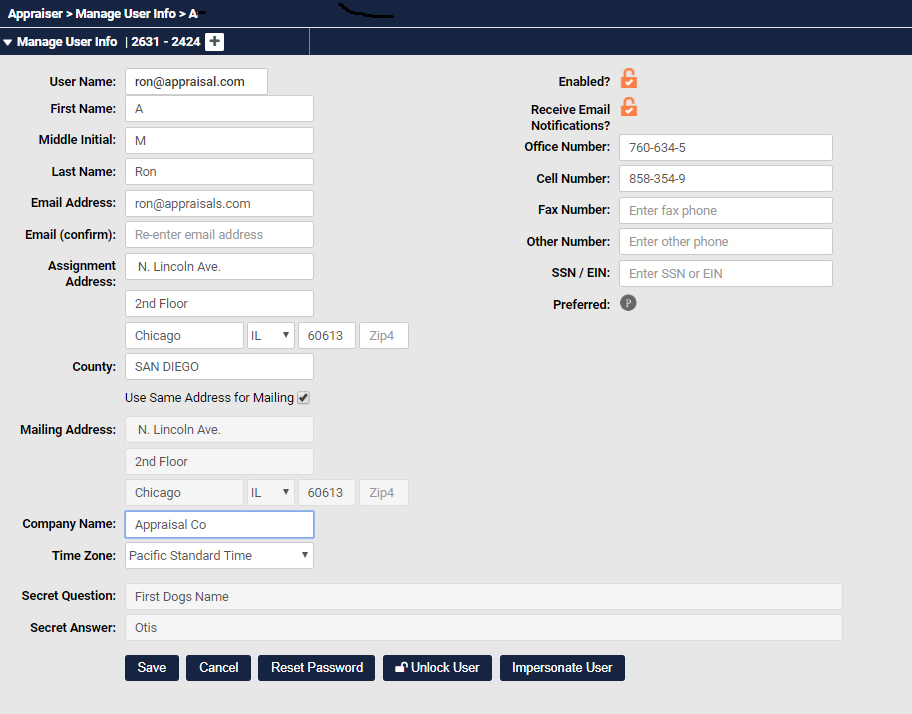 Appraiser > Manage User Info > A
Manage User Info | 2631 - 2424 +
User Name: ron@appraisal.com
First Name: A
Middle Initial: M
Last Name: Ron
Email Address: ron@appraisals.com
Email (confirm): Re-enter email address
Assignment Address: N. Lincoln Ave.
2nd Floor
Chicago IL 60613 Zip4
County: SAN DIEGO
Use Same Address for Mailing
Mailing Address: N. Lincoln Ave.
2nd Floor
Chicago IL 60613 Zip4
Company Name: Appraisal Co
Time Zone: Pacific Standard Time
Enabled?
Receive Email Notifications?
Office Number: 760-634-5
Cell Number: 858-354-9
Fax Number: Enter fax phone
Other Number: Enter other phone
SSN / EIN: Enter SSN or EIN
Preferred: P
Secret Question: First Dogs Name
Secret Answer: Otis
Save Cancel Reset Password Unlock User Impersonate User